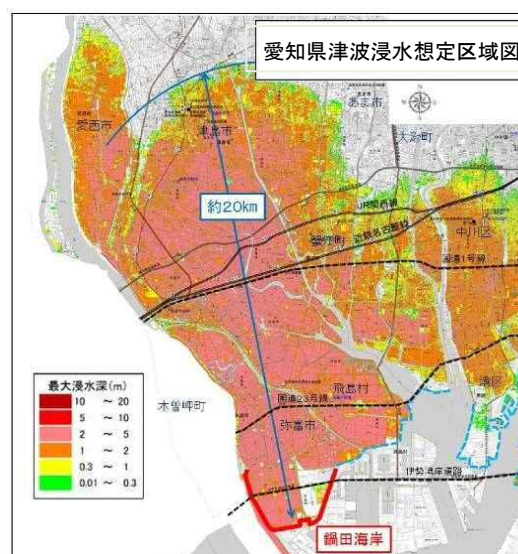 愛知県津波浸水想定区域図
あま市
大治町
愛西市
津島市
約20km
JR関西線
近鉄名古屋線
蟹江町
中川区
国道1号線
最大浸水深(m)
10 ～ 20
5 ～ 10
2 ～ 5
1 ～ 2
0.3 ～ 1
0.01 ～ 0.3
木曽岬町
飛島村
港区
国道23号線
弥富市
伊勢湾岸道路
鍋田海岸